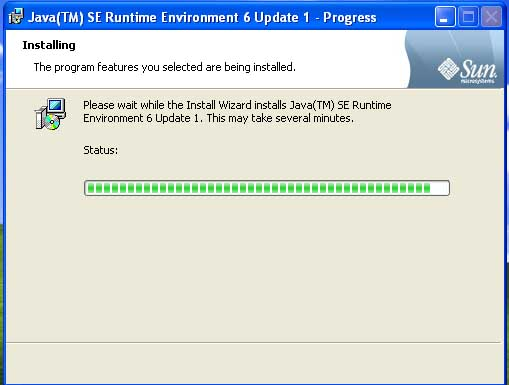 Java(TM) SE Runtime Environment 6 Update 1 - Progress
Installing
The program features you selected are being installed.
Sun
microsystems
Please wait while the Install Wizard installs Java(TM) SE Runtime
Environment 6 Update 1. This may take several minutes.
Status: